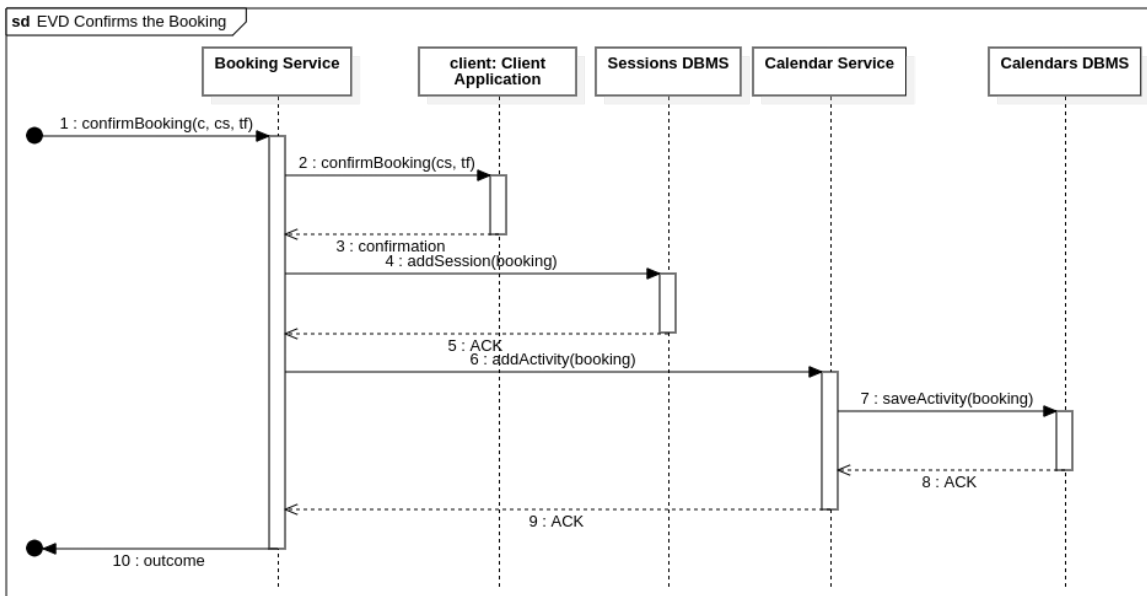 sd EVD Confirms the Booking
Booking Service
client: Client
Application
Sessions DBMS
Calendar Service
Calendars DBMS
1 : confirmBooking(c, cs, tf)
2 : confirmBooking(cs, tf)
3 : confirmation
4 : addSession(booking)
5 : ACK
6 : addActivity(booking)
7 : saveActivity(booking)
8 : ACK
9 : ACK
10 : outcome